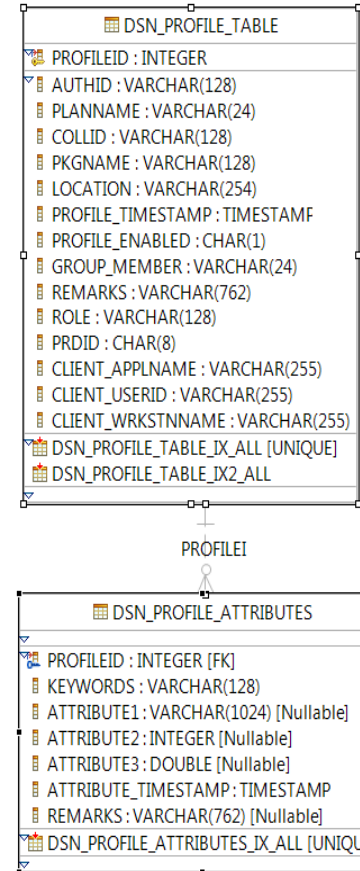 DSN_PROFILE_TABLE
PROFILEID : INTEGER
AUTHID : VARCHAR(128)
PLANNAME : VARCHAR(24)
COLLID : VARCHAR(128)
PKGNAME : VARCHAR(128)
LOCATION : VARCHAR(254)
PROFILE_TIMESTAMP : TIMESTAMF
PROFILE_ENABLED : CHAR(1)
GROUP_MEMBER : VARCHAR(24)
REMARKS : VARCHAR(762)
ROLE : VARCHAR(128)
PRDID : CHAR(8)
CLIENT_APPLNAME : VARCHAR(255)
CLIENT_USERID : VARCHAR(255)
CLIENT_WRKSTNNAME : VARCHAR(255)
DSN_PROFILE_TABLE_IX_ALL [UNIQUE]
DSN_PROFILE_TABLE_IX2_ALL
PROFILEI
DSN_PROFILE_ATTRIBUTES
PROFILEID : INTEGER [FK]
KEYWORDS : VARCHAR(128)
ATTRIBUTE1 : VARCHAR(1024) [Nullable]
ATTRIBUTE2 : INTEGER [Nullable]
ATTRIBUTE3 : DOUBLE [Nullable]
ATTRIBUTE_TIMESTAMP : TIMESTAMP
REMARKS : VARCHAR(762) [Nullable]
DSN_PROFILE_ATTRIBUTES_IX_ALL [UNIQU